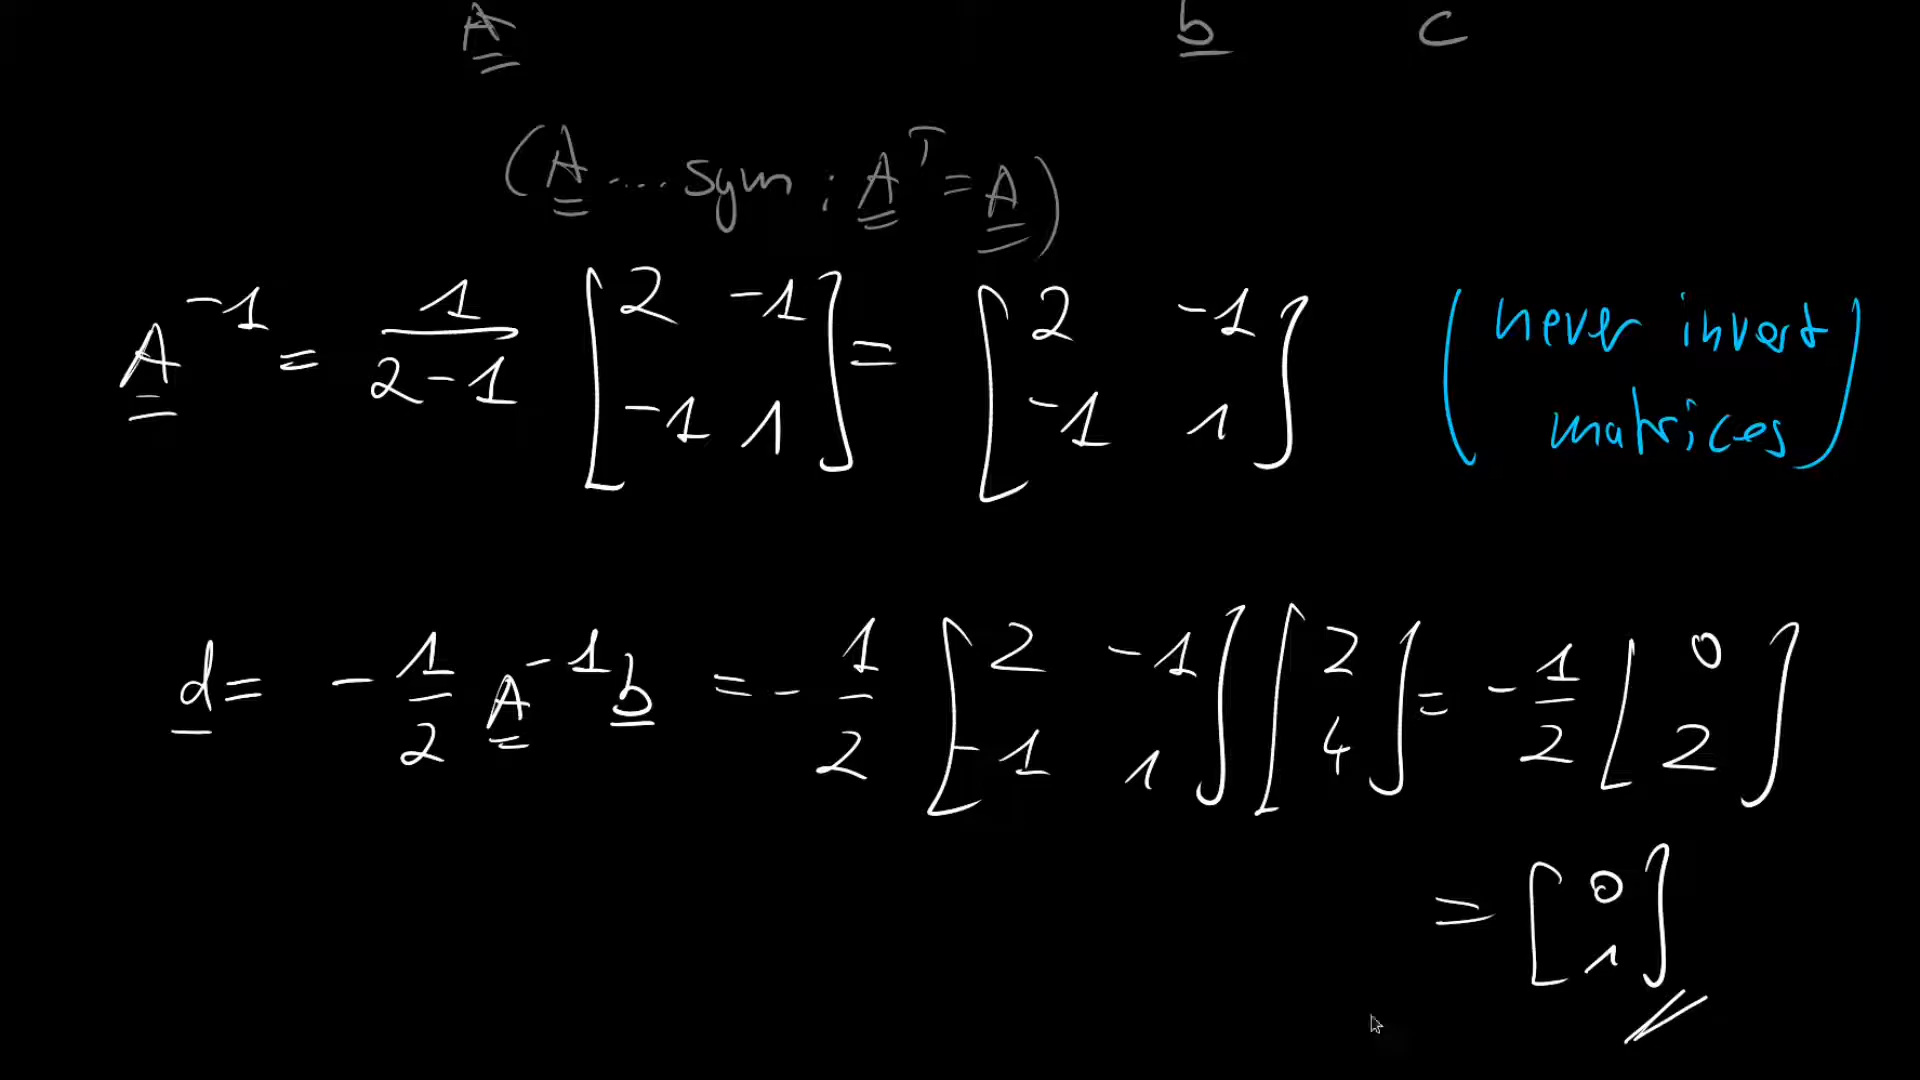 A b c
(A .... sym ; Aᵀ = A)
A⁻¹ = 1/(2-1) [2 -1; -1 1] = [2 -1; -1 1] (never invert
matrices)
d = - 1/2 A⁻¹ b = - 1/2 [2 -1; -1 1] [2; 4] = - 1/2 [0; 2]
= [0; 1]